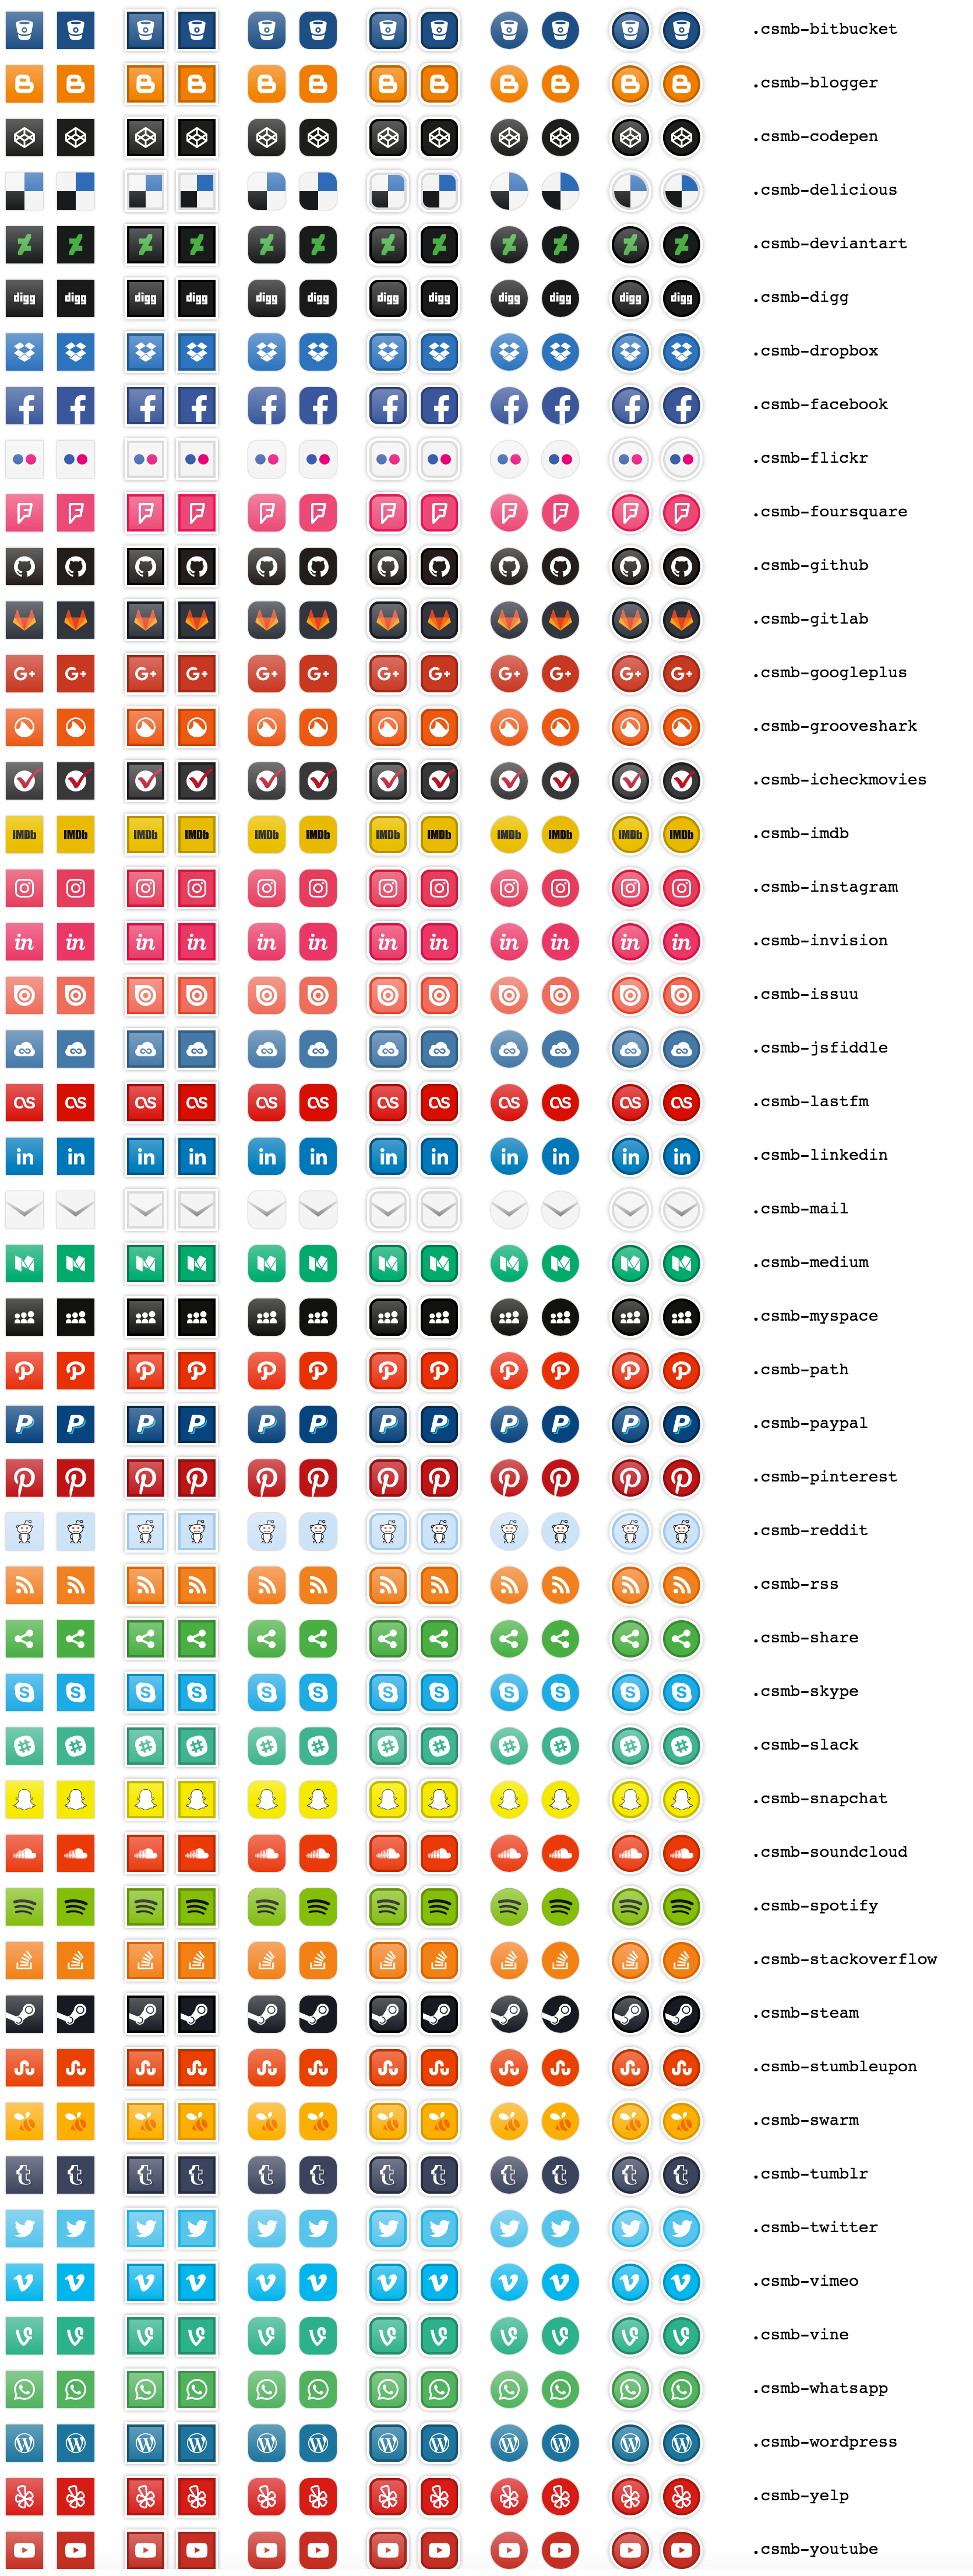 .csmb-bitbucket
.csmb-blogger
.csmb-codepen
.csmb-delicious
.csmb-deviantart
.csmb-digg
.csmb-dropbox
.csmb-facebook
.csmb-flickr
.csmb-foursquare
.csmb-github
.csmb-gitlab
.csmb-googleplus
.csmb-grooveshark
.csmb-icheckmovies
.csmb-imdb
.csmb-instagram
.csmb-invision
.csmb-issuu
.csmb-jsfiddle
.csmb-lastfm
.csmb-linkedin
.csmb-mail
.csmb-medium
.csmb-myspace
.csmb-path
.csmb-paypal
.csmb-pinterest
.csmb-reddit
.csmb-rss
.csmb-share
.csmb-skype
.csmb-slack
.csmb-snapchat
.csmb-soundcloud
.csmb-spotify
.csmb-stackoverflow
.csmb-steam
.csmb-stumbleupon
.csmb-swarm
.csmb-tumblr
.csmb-twitter
.csmb-vimeo
.csmb-vine
.csmb-whatsapp
.csmb-wordpress
.csmb-yelp
.csmb-youtube